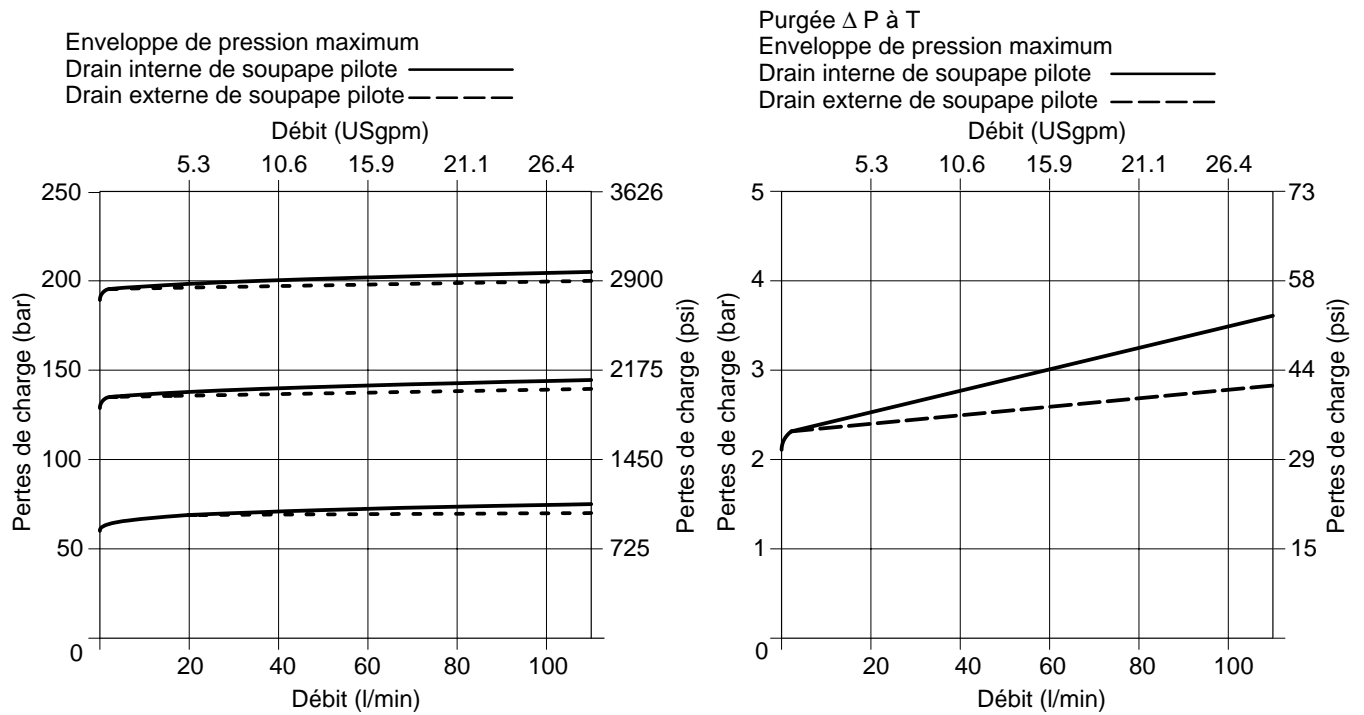 Enveloppe de pression maximum
Drain interne de soupape pilote
Drain externe de soupape pilote
Débit (USgpm)
5.3 10.6 15.9 21.1 26.4
250 3626
200 2900
150 2175
100 1450
50 725
0
20 40 60 80 100
Débit (l/min)
Pertes de charge (bar)
Pertes de charge (psi)
Purgée Δ P à T
Enveloppe de pression maximum
Drain interne de soupape pilote
Drain externe de soupape pilote
Débit (USgpm)
5.3 10.6 15.9 21.1 26.4
5 73
4 58
3 44
2 29
1 15
0
20 40 60 80 100
Débit (l/min)
Pertes de charge (bar)
Pertes de charge (psi)